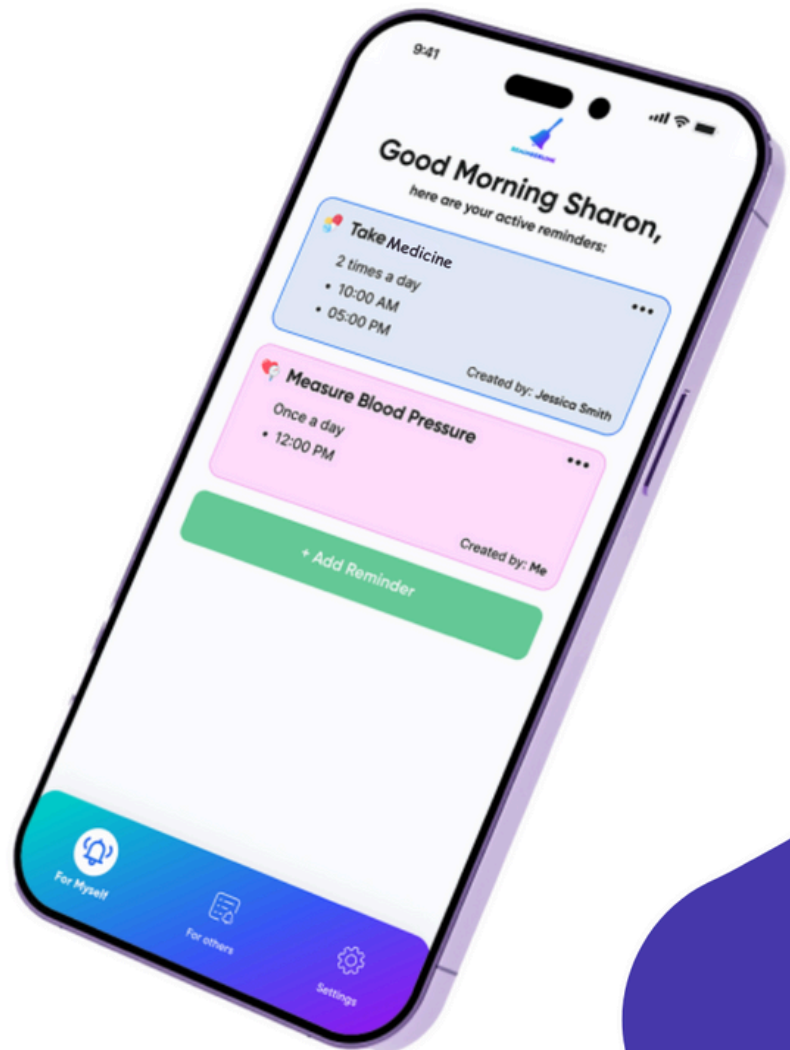 9:41
Good Morning Sharon,
here are your active reminders:
Take Medicine
2 times a day
• 10:00 AM
• 05:00 PM
Created by: Jessica Smith
Measure Blood Pressure
Once a day
• 12:00 PM
Created by: Me
+ Add Reminder
For Myself
For others
Settings